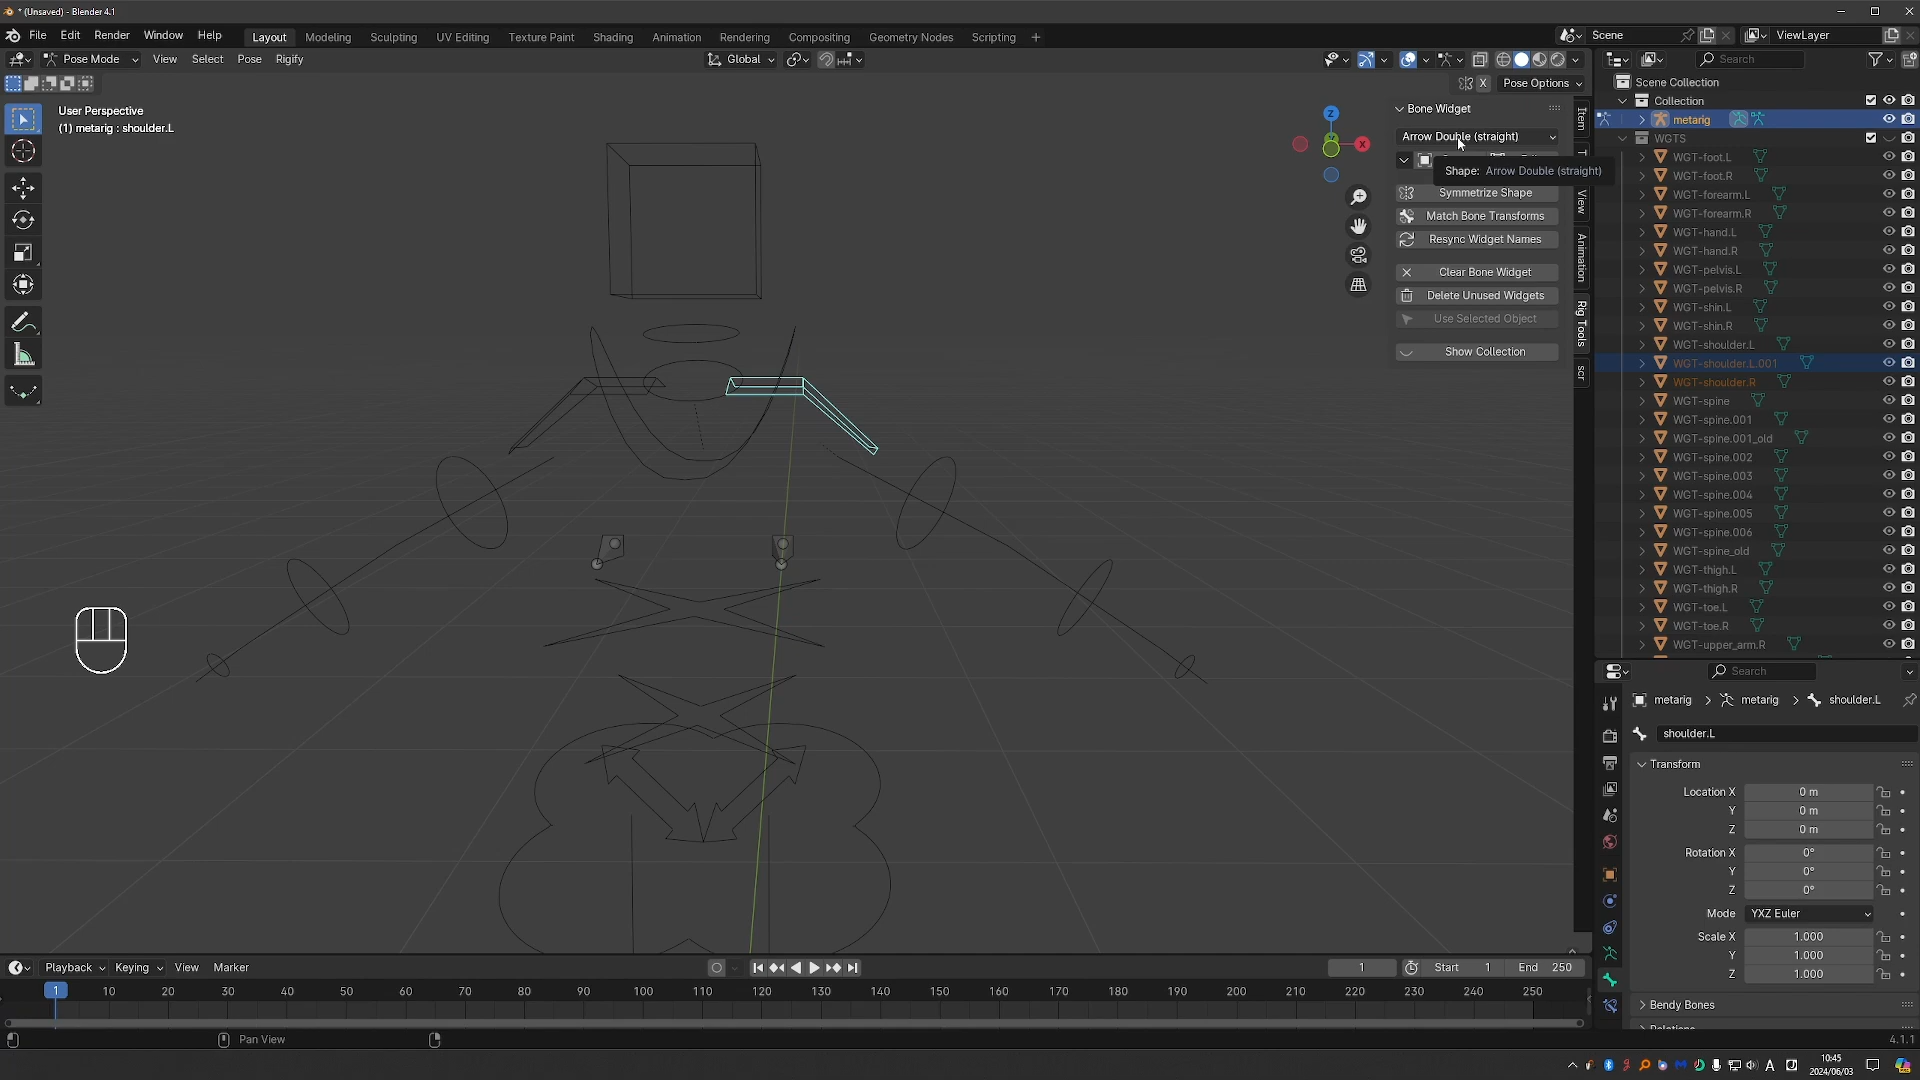 * (Unsaved) - Blender 4.1
File Edit Render Window Help
Layout Modeling Sculpting UV Editing Texture Paint Shading Animation Rendering Compositing Geometry Nodes Scripting +
Scene
ViewLayer
Pose Mode View Select Pose Rigify
Global
Search
X Pose Options
User Perspective
(1) metarig : shoulder.L
Z
X
Bone Widget
Arrow Double (straight)
Shape: Arrow Double (straight)
Symmetrize Shape
Match Bone Transforms
Resync Widget Names
Clear Bone Widget
Delete Unused Widgets
Use Selected Object
Show Collection
Item
View
Animation
Rig Tools
scr
Scene Collection
Collection
metarig
WGTS
WGT-foot.L
WGT-foot.R
WGT-forearm.L
WGT-forearm.R
WGT-hand.L
WGT-hand.R
WGT-pelvis.L
WGT-pelvis.R
WGT-shin.L
WGT-shin.R
WGT-shoulder.L
WGT-shoulder.L.001
WGT-shoulder.R
WGT-spine
WGT-spine.001
WGT-spine.001_old
WGT-spine.002
WGT-spine.003
WGT-spine.004
WGT-spine.005
WGT-spine.006
WGT-spine_old
WGT-thigh.L
WGT-thigh.R
WGT-toe.L
WGT-toe.R
WGT-upper_arm.R
Search
metarig > metarig > shoulder.L
shoulder.L
Transform
Location X 0 m
Y 0 m
Z 0 m
Rotation X 0°
Y 0°
Z 0°
Mode YXZ Euler
Scale X 1.000
Y 1.000
Z 1.000
Bendy Bones
Playback Keying View Marker
1 Start 1 End 250
1 10 20 30 40 50 60 70 80 90 100 110 120 130 140 150 160 170 180 190 200 210 220 230 240 250
Pan View
4.1.1
A
10:45
2024/06/03